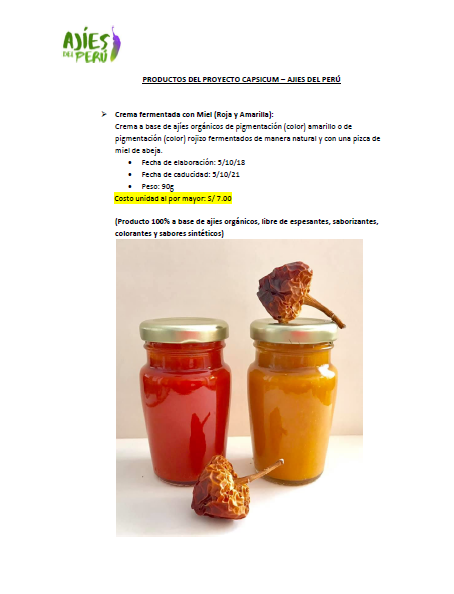 AJÍES
DEL PERÚ
PRODUCTOS DEL PROYECTO CAPSICUM – AJIES DEL PERÚ
➢ Crema fermentada con Miel (Roja y Amarilla):
Crema a base de ajíes orgánicos de pigmentación (color) amarillo o de
pigmentación (color) rojizo fermentados de manera natural y con una pizca de
miel de abeja.
• Fecha de elaboración: 5/10/18
• Fecha de caducidad: 5/10/21
• Peso: 90g
Costo unidad al por mayor: S/ 7.00
(Producto 100% a base de ajies orgánicos, libre de espesantes, saborizantes,
colorantes y sabores sintéticos)